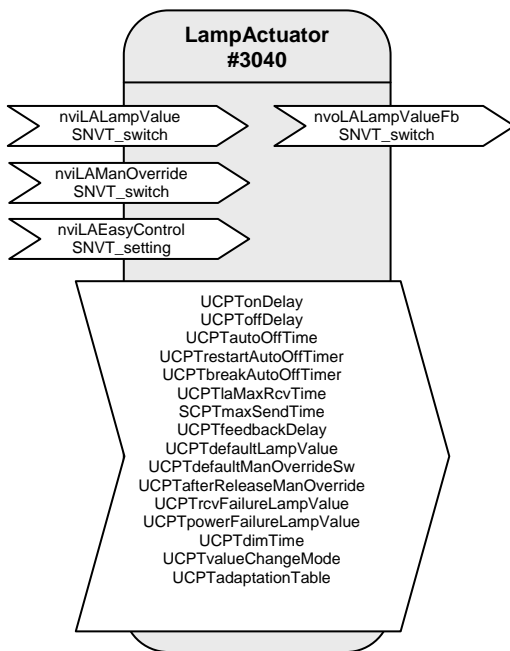 LampActuator
#3040
nviLALampValue
SNVT_switch
nvoLALampValueFb
SNVT_switch
nviLAManOverride
SNVT_switch
nviLAEasyControl
SNVT_setting
UCPTonDelay
UCPToffDelay
UCPTautoOffTime
UCPTrestartAutoOffTimer
UCPTbreakAutoOffTimer
UCPTlaMaxRcvTime
SCPTmaxSendTime
UCPTfeedbackDelay
UCPTdefaultLampValue
UCPTdefaultManOverrideSw
UCPTafterReleaseManOverride
UCPTrcvFailureLampValue
UCPTpowerFailureLampValue
UCPTdimTime
UCPTvalueChangeMode
UCPTadaptationTable